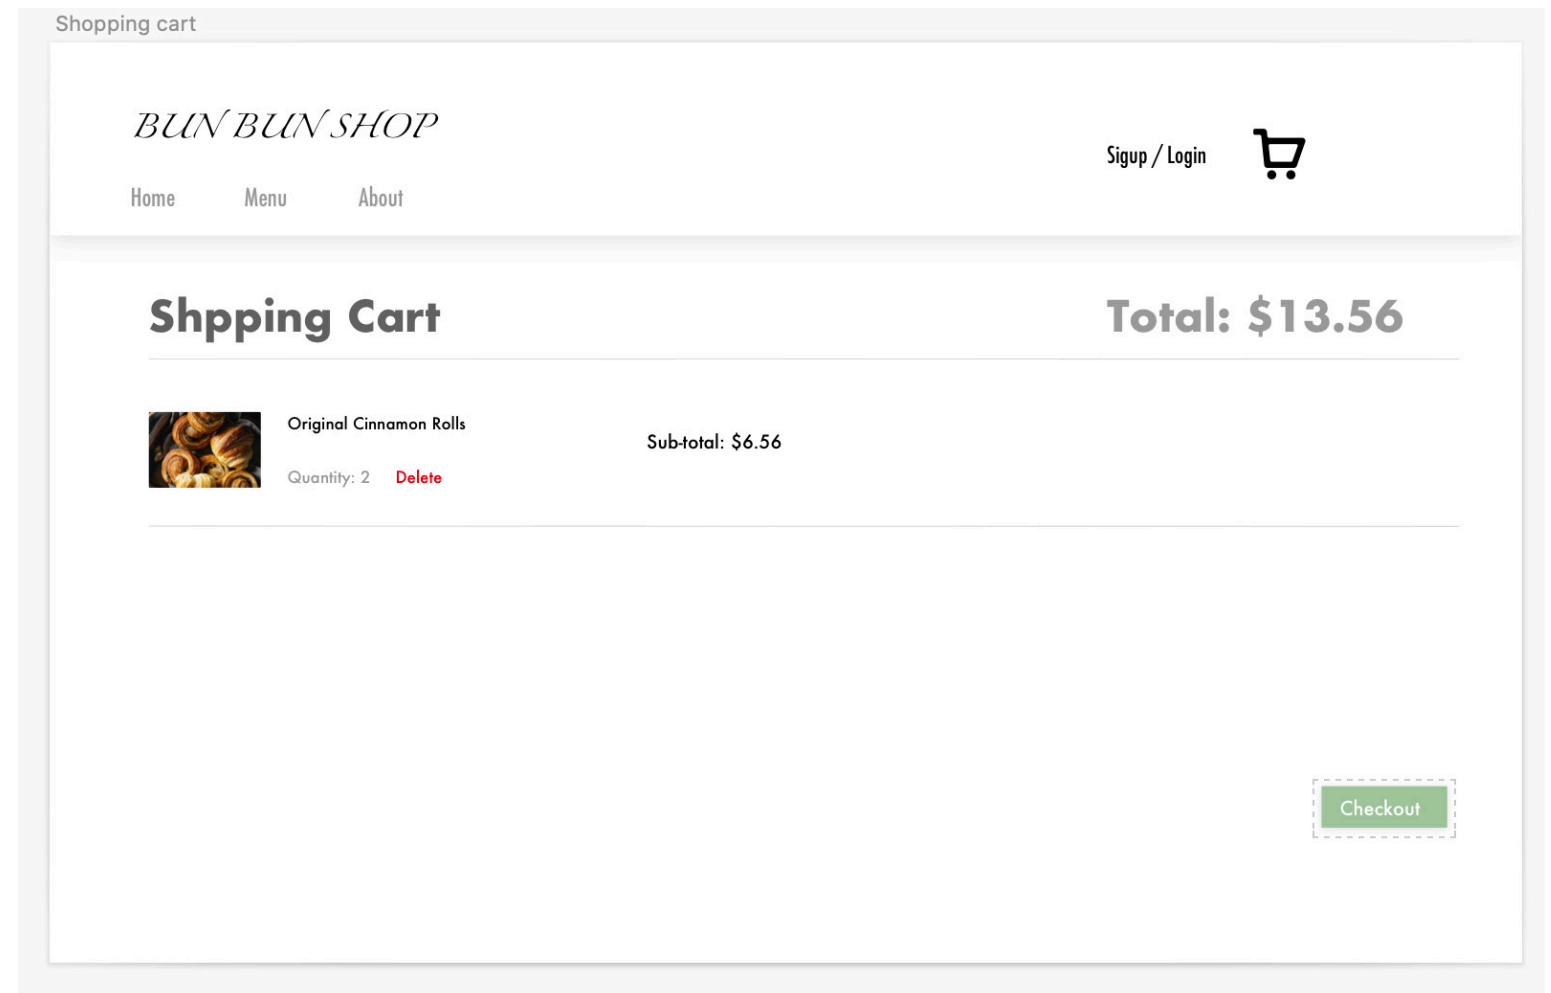 Shopping cart
BUN BUN SHOP
Sigup / Login
Home Menu About
Shpping Cart Total: $13.56
Original Cinnamon Rolls
Sub-total: $6.56
Quantity: 2 Delete
Checkout